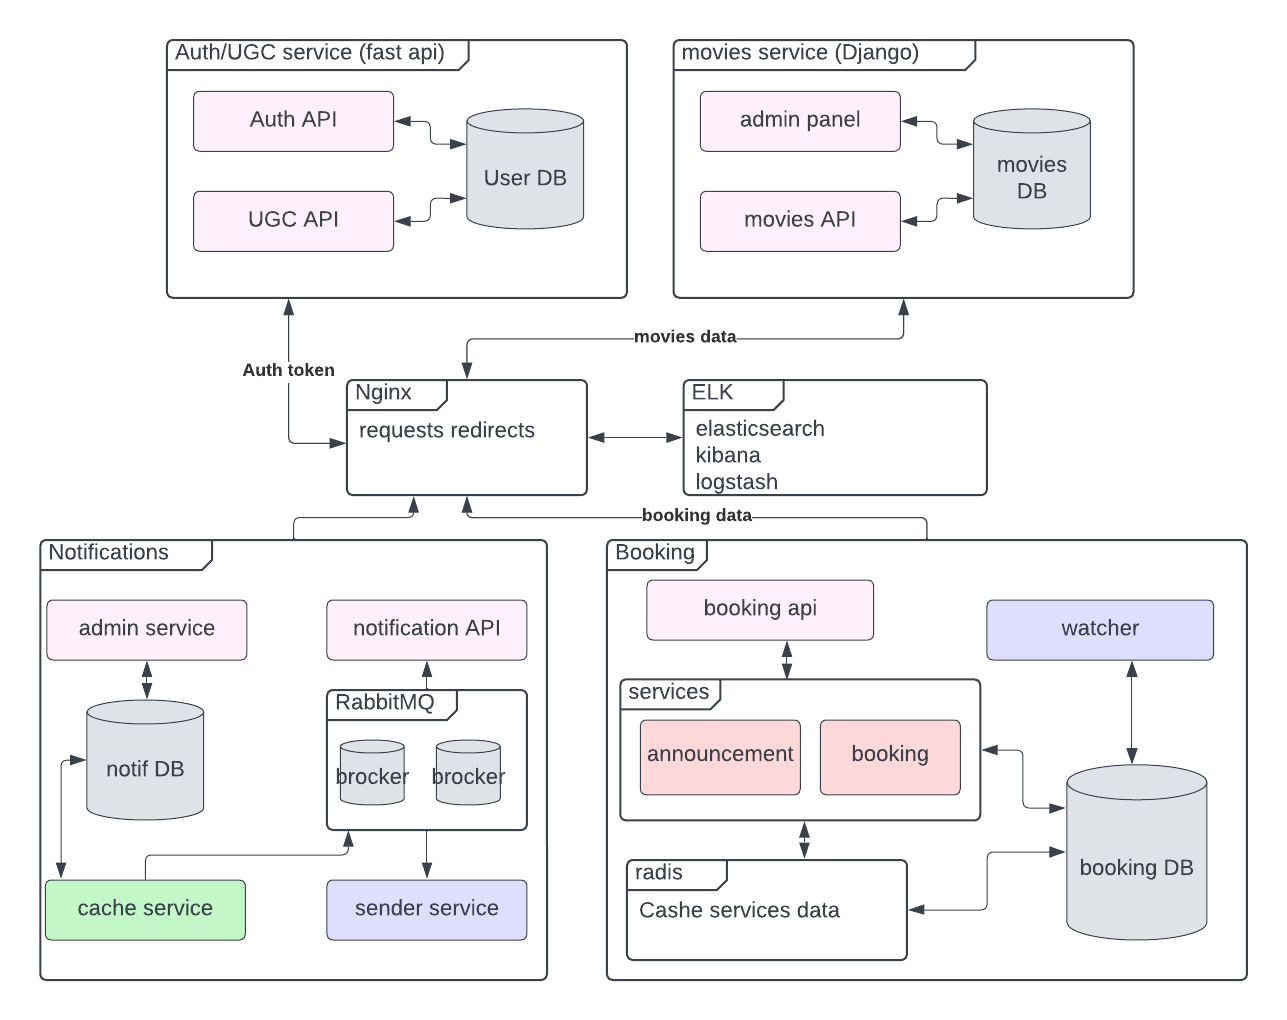 Auth/UGC service (fast api)
Auth API
User DB
UGC API
movies service (Django)
admin panel
movies
DB
movies API
movies data
Auth token
Nginx
requests redirects
ELK
elasticsearch
kibana
logstash
booking data
Notifications
admin service
notification API
RabbitMQ
notif DB
brocker
brocker
cache service
sender service
Booking
booking api
watcher
services
announcement
booking
booking DB
radis
Cashe services data